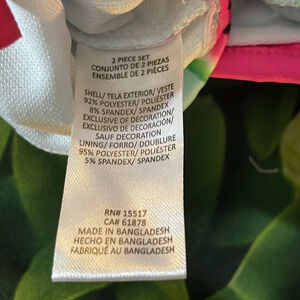 2 PIECE SET
CONJUNTO DE 2 PIEZAS
ENSEMBLE DE 2 PIÈCES
SHELL/ TELA EXTERIOR/ VESTE
92% POLYESTER/ POLIÉSTER
8% SPANDEX/ SPANDEX
EXCLUSIVE OF DECORATION/
EXCLUSIVO DE DECORACIÓN/
SAUF DECORATION
LINING/ FORRO/ DOUBLURE
95% POLYESTER/ POLIÉSTER
5% SPANDEX/ SPANDEX
RN# 15517
CA# 61878
MADE IN BANGLADESH
HECHO EN BANGLADESH
FABRIQUÉ AU BANGLADESH